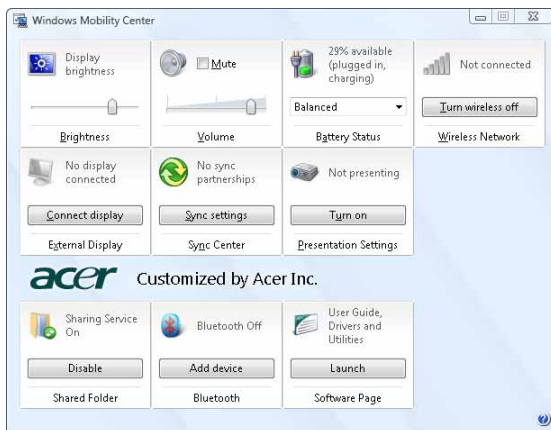 Windows Mobility Center
Display
brightness
Brightness
Mute
Volume
29% available
(plugged in,
charging)
Balanced
Battery Status
Not connected
Turn wireless off
Wireless Network
No display
connected
Connect display
External Display
No sync
partnerships
Sync settings
Sync Center
Not presenting
Turn on
Presentation Settings
acer Customized by Acer Inc.
Sharing Service
On
Disable
Shared Folder
Bluetooth Off
Add device
Bluetooth
User Guide,
Drivers and
Utilities
Launch
Software Page